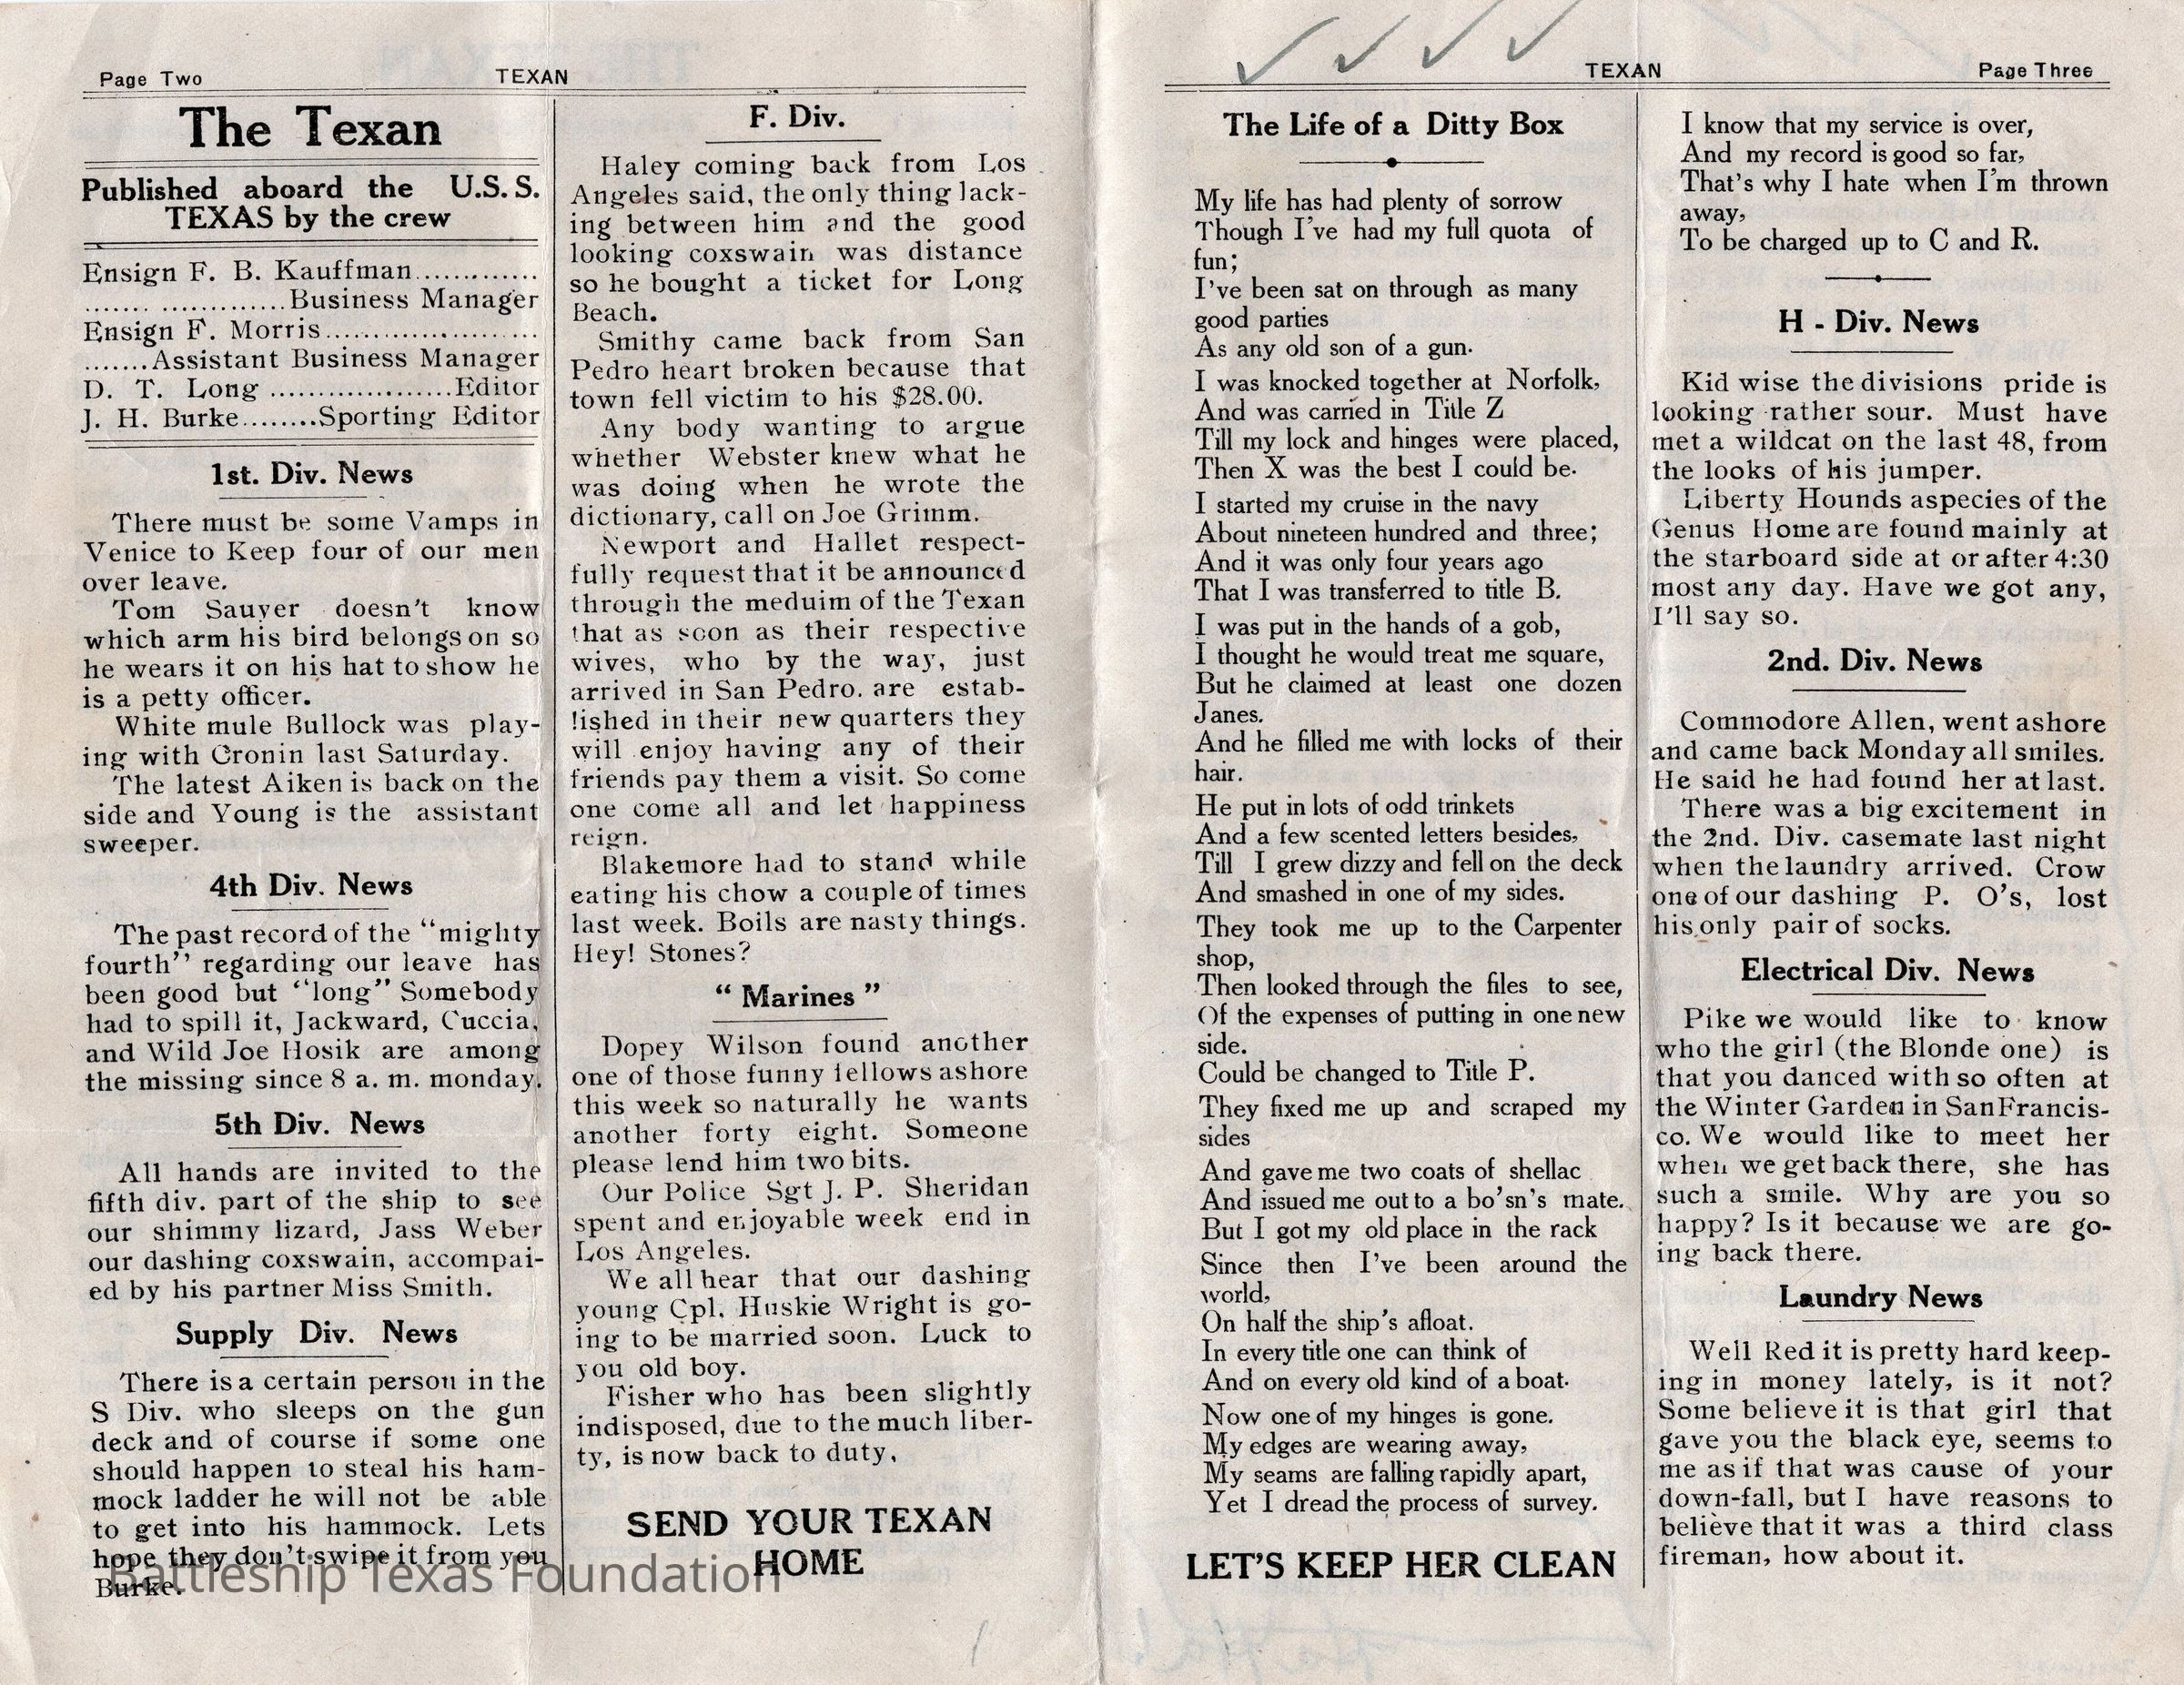 Page Two
TEXAN
The Texan
Published aboard the U.S.S.
TEXAS by the crew
Ensign F. B. Kauffman.............
....... ...............Business Manager
Ensign F. Morris......................
.......Assistant Business Manager
D. T. Long ...................Editor
J. H. Burke........Sporting Editor
1st. Div. News
There must be some Vamps in
Venice to Keep four of our men
over leave.
Tom Sauyer doesn't know
which arm his bird belongs on so
he wears it on his hat to show he
is a petty officer.
White mule Bullock was play-
ing with Cronin last Saturday.
The latest Aiken is back on the
side and Young is the assistant
sweeper.
4th Div. News
The past record of the "mighty
fourth" regarding our leave has
been good but "long" Somebody
had to spill it, Jackward, Cuccia,
and Wild Joe Hosik are among
the missing since 8 a. m. monday.
5th Div. News
All hands are invited to the
fifth div. part of the ship to see
our shimmy lizard, Jass Weber
our dashing coxswain, accompai-
ed by his partner Miss Smith.
Supply Div. News
There is a certain person in the
S Div. who sleeps on the gun
deck and of course if some one
should happen to steal his ham-
mock ladder he will not be able
to get into his hammock. Lets
hope they don't swipe it from you
Burke.
F. Div.
Haley coming back from Los
Angeles said, the only thing lack-
ing between him and the good
looking coxswain was distance
so he bought a ticket for Long
Beach.
Smithy came back from San
Pedro heart broken because that
town fell victim to his $28.00.
Any body wanting to argue
whether Webster knew what he
was doing when he wrote the
dictionary, call on Joe Grimm.
Newport and Hallet respect-
fully request that it be announced
through the meduim of the Texan
that as soon as their respective
wives, who by the way, just
arrived in San Pedro. are estab-
lished in their new quarters they
will enjoy having any of their
friends pay them a visit. So come
one come all and let happiness
reign.
Blakemore had to stand while
eating his chow a couple of times
last week. Boils are nasty things.
Hey! Stones?
" Marines "
Dopey Wilson found another
one of those funny fellows ashore
this week so naturally he wants
another forty eight. Someone
please lend him two bits.
Our Police Sgt J. P. Sheridan
spent and enjoyable week end in
Los Angeles.
We all hear that our dashing
young Cpl. Huskie Wright is go-
ing to be married soon. Luck to
you old boy.
Fisher who has been slightly
indisposed, due to the much liber-
ty, is now back to duty,
SEND YOUR TEXAN
HOME
Battleship Texas Foundation
TEXAN
Page Three
The Life of a Ditty Box
My life has had plenty of sorrow
Though I've had my full quota of
fun;
I've been sat on through as many
good parties
As any old son of a gun.
I was knocked together at Norfolk,
And was carried in Title Z
Till my lock and hinges were placed,
Then X was the best I could be.
I started my cruise in the navy
About nineteen hundred and three;
And it was only four years ago
That I was transferred to title B.
I was put in the hands of a gob,
I thought he would treat me square,
But he claimed at least one dozen
Janes.
And he filled me with locks of their
hair.
He put in lots of odd trinkets
And a few scented letters besides,
Till I grew dizzy and fell on the deck
And smashed in one of my sides.
They took me up to the Carpenter
shop,
Then looked through the files to see,
Of the expenses of putting in one new
side.
Could be changed to Title P.
They fixed me up and scraped my
sides
And gave me two coats of shellac
And issued me out to a bo'sn's mate.
But I got my old place in the rack
Since then I've been around the
world,
On half the ship's afloat.
In every title one can think of
And on every old kind of a boat.
Now one of my hinges is gone.
My edges are wearing away,
My seams are falling rapidly apart,
Yet I dread the process of survey.
LET'S KEEP HER CLEAN
I know that my service is over,
And my record is good so far,
That's why I hate when I'm thrown
away,
To be charged up to C and R.
H - Div. News
Kid wise the divisions pride is
looking rather sour. Must have
met a wildcat on the last 48, from
the looks of his jumper.
Liberty Hounds aspecies of the
Genus Home are found mainly at
the starboard side at or after 4:30
most any day. Have we got any,
I'll say so.
2nd. Div. News
Commodore Allen, went ashore
and came back Monday all smiles.
He said he had found her at last.
There was a big excitement in
the 2nd. Div. casemate last night
when the laundry arrived. Crow
one of our dashing P. O's, lost
his only pair of socks.
Electrical Div. News
Pike we would like to know
who the girl (the Blonde one) is
that you danced with so often at
the Winter Garden in San Francis-
co. We would like to meet her
when we get back there, she has
such a smile. Why are you so
happy? Is it because we are go-
ing back there.
Laundry News
Well Red it is pretty hard keep-
ing in money lately, is it not?
Some believe it is that girl that
gave you the black eye, seems to
me as if that was cause of your
down-fall, but I have reasons to
believe that it was a third class
fireman, how about it.